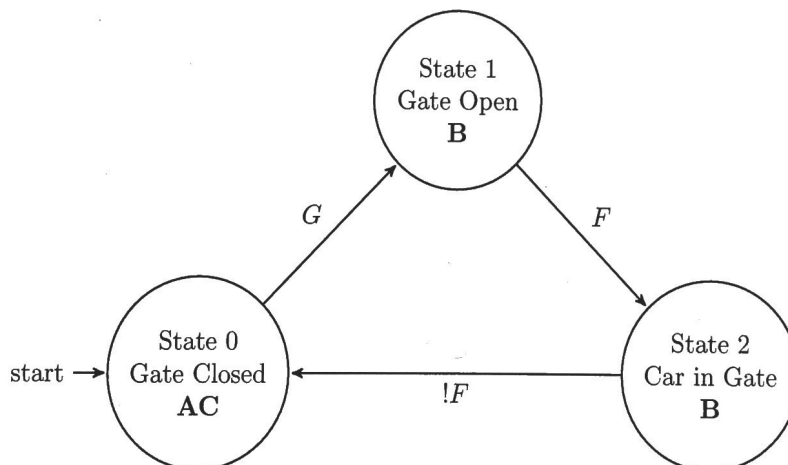 State 1
Gate Open
B
G
F
State 0
Gate Closed
AC
start
!F
State 2
Car in Gate
B